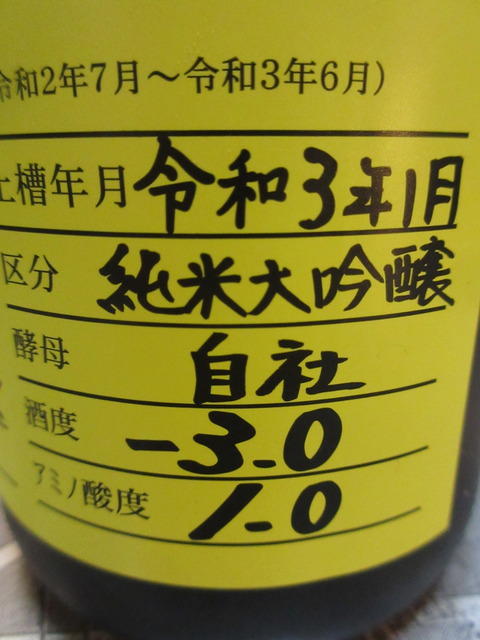 令和2年7月～令和3年6月）
上槽年月 令和3年1月
区分 純米大吟醸
酵母 自社
酒度 -3.0
アミノ酸度 1.0